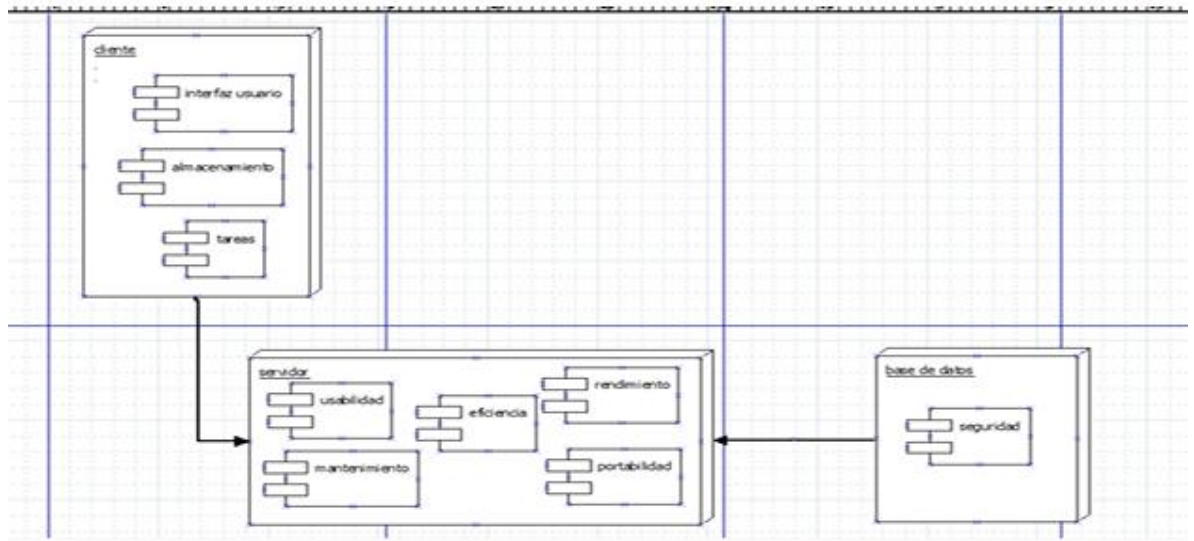 cliente
interfaz usuario
almacenamiento
tareas
servidor
usabilidad
eficiencia
rendimiento
mantenimiento
portabilidad
base de datos
seguridad